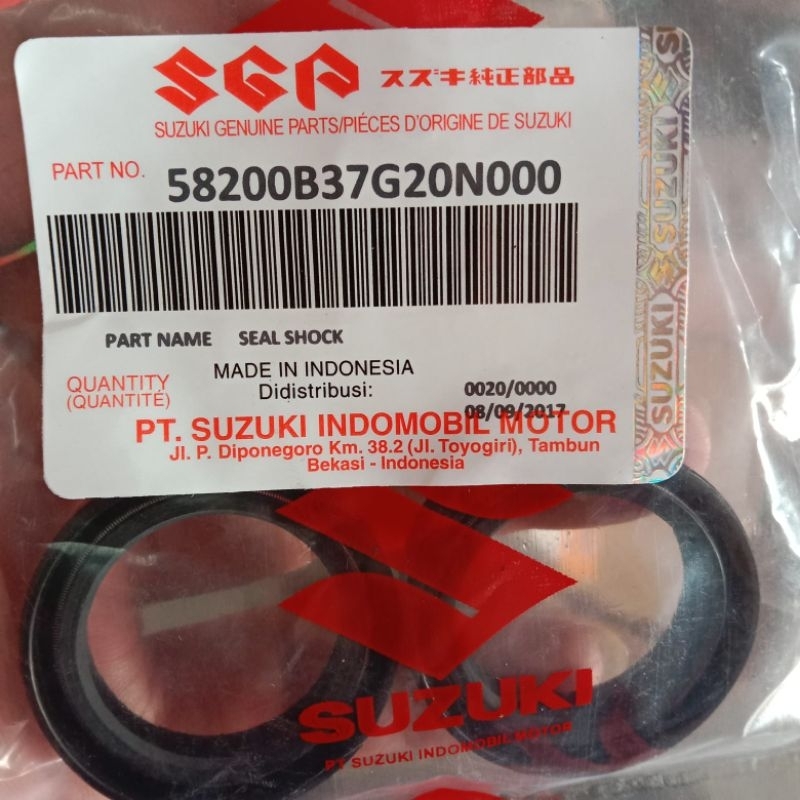 SGP スズキ純正部品
SUZUKI GENUINE PARTS/PIÉCES D'ORIGINE DE SUZUKI
PART NO. 58200B37G20N000
PART NAME SEAL SHOCK
MADE IN INDONESIA
QUANTITY
(QUANTITÉ)
Didistribusi:
0020/0000
08/09/2017
PT. SUZUKI INDOMOBIL MOTOR
Jl. P. Diponegoro Km. 38.2 (Jl. Toyogiri), Tambun
Bekasi - Indonesia
SUZUKI
SUZUKI
SUZUKI
PT SUZUKI INDOMOBIL MOTOR